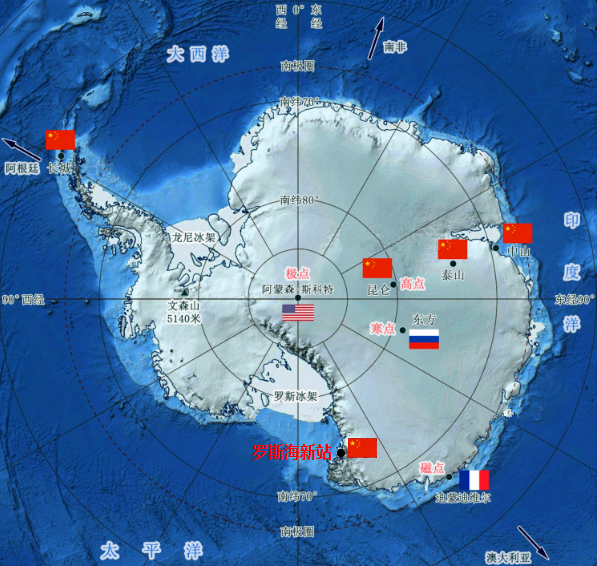 西 0° 东
经 经
大 西 洋
南非
南极圈
南纬70°
阿根廷
长城
南纬80°
印
度
洋
中山
龙尼冰架
泰山
极点
高点
阿蒙森·斯科特
昆仑
90° 西经
东经90°
文森山
5140米
东方
寒点
罗斯冰架
罗斯海新站
磁点
南纬70°
迪蒙迪维尔
南极圈
太 平 洋
澳大利亚